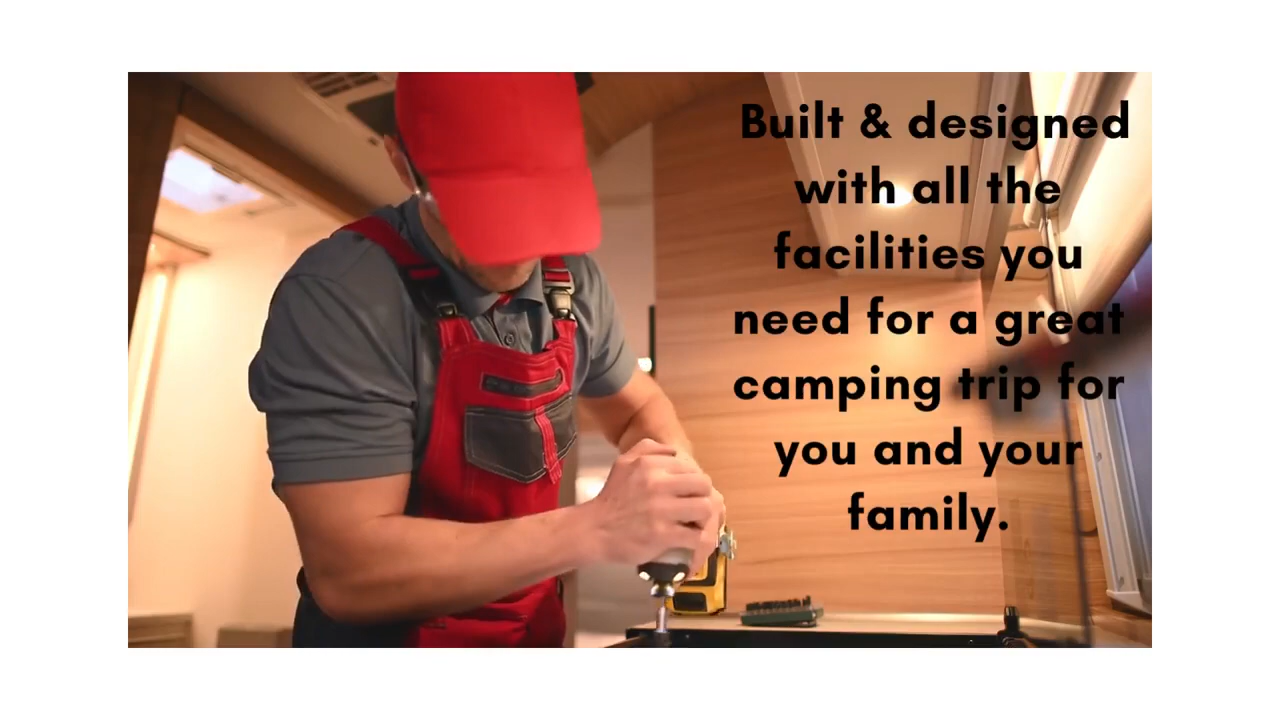 Built & designed
with all the
facilities you
need for a great
camping trip for
you and your
family.